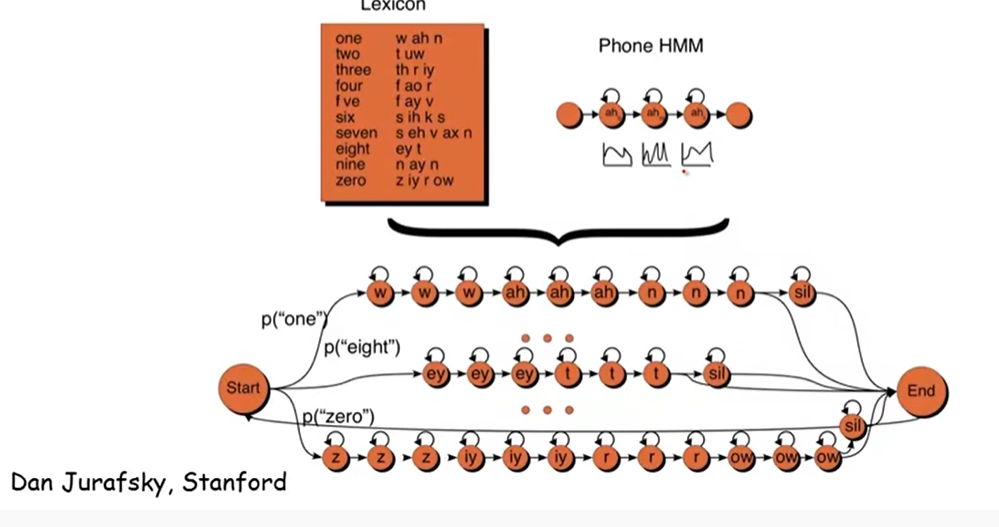 Lexicon
one w ah n
two t uw
three th r iy
four f ao r
f ve f ay v
six s ih k s
seven s eh v ax n
eight ey t
nine n ay n
zero z iy r ow
Phone HMM
ah ah ah
w w w ah ah ah n n n sil
p("one")
p("eight")
ey ey ey t t t sil
Start
End
p("zero")
sil
z z z iy iy iy r r r ow ow ow
Dan Jurafsky, Stanford